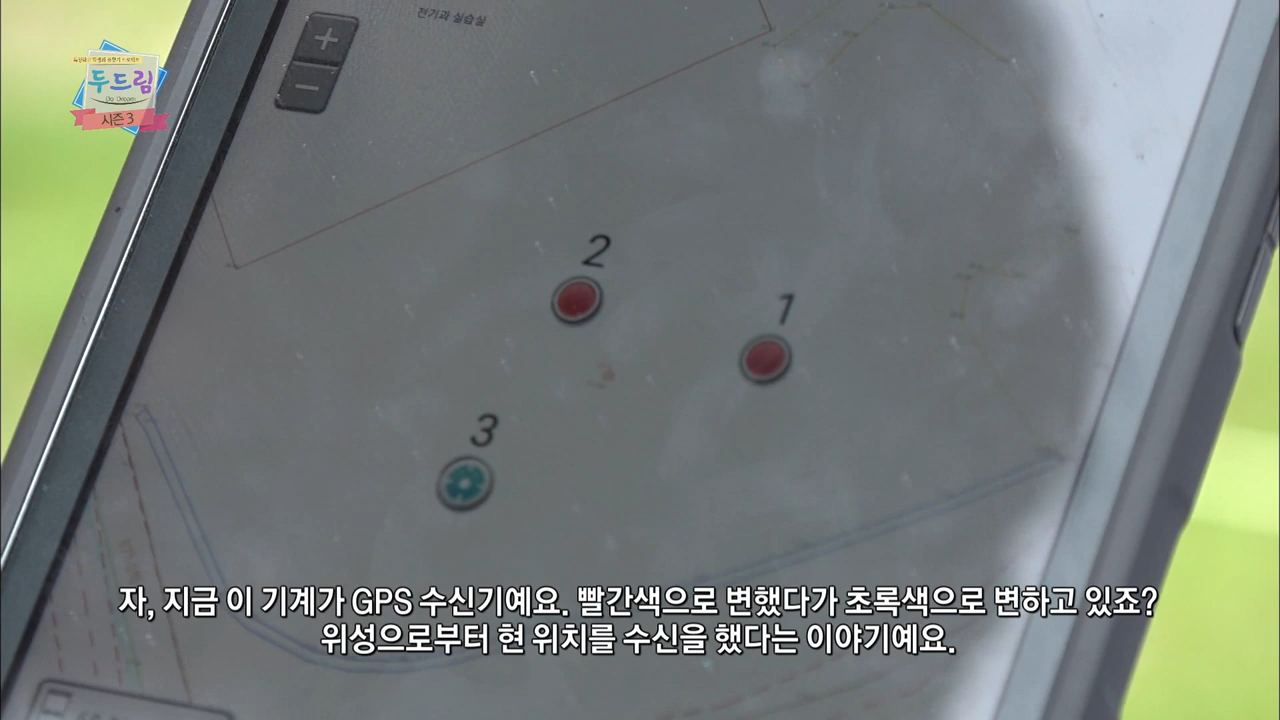 두드림
Do Dream
시즌 3
전기과 실습실
2
1
3
자, 지금 이 기계가 GPS 수신기예요. 빨간색으로 변했다가 초록색으로 변하고 있죠?
위성으로부터 현 위치를 수신을 했다는 이야기예요.